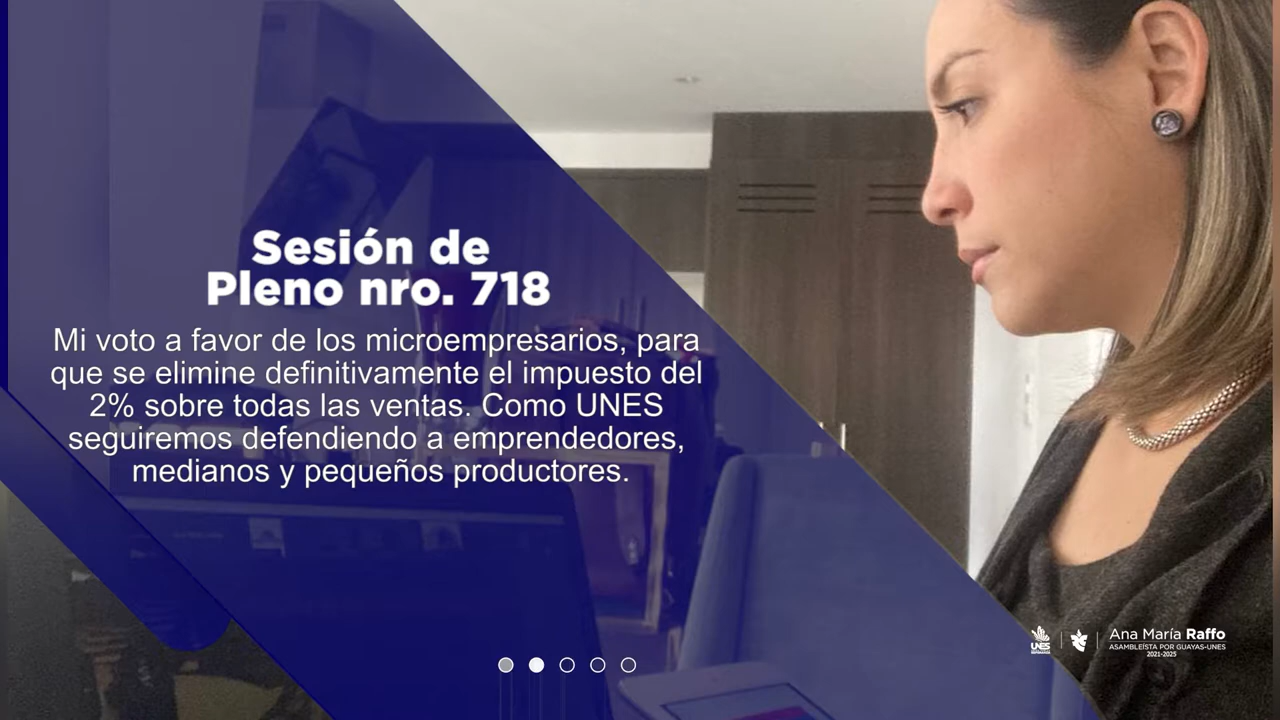 Sesión de
Pleno nro. 718
Mi voto a favor de los microempresarios, para
que se elimine definitivamente el impuesto del
2% sobre todas las ventas. Como UNES
seguiremos defendiendo a emprendedores,
medianos y pequeños productores.
UNES
Ana María Raffo
ASAMBLEÍSTA POR GUAYAS-UNES
2021-2025